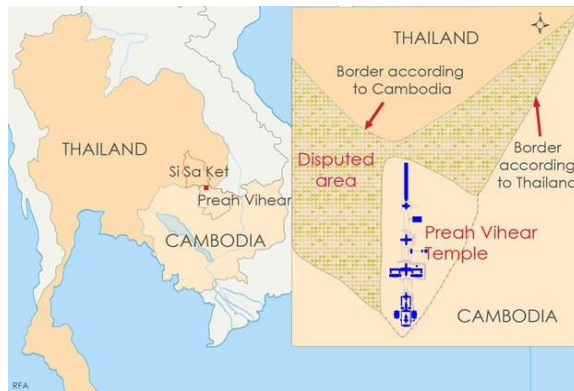 THAILAND
Si Sa Ket
Preah Vihear
CAMBODIA
RFA
THAILAND
Border according
to Cambodia
Disputed
area
Border
according
to Thailand
Preah Vihear
Temple
CAMBODIA